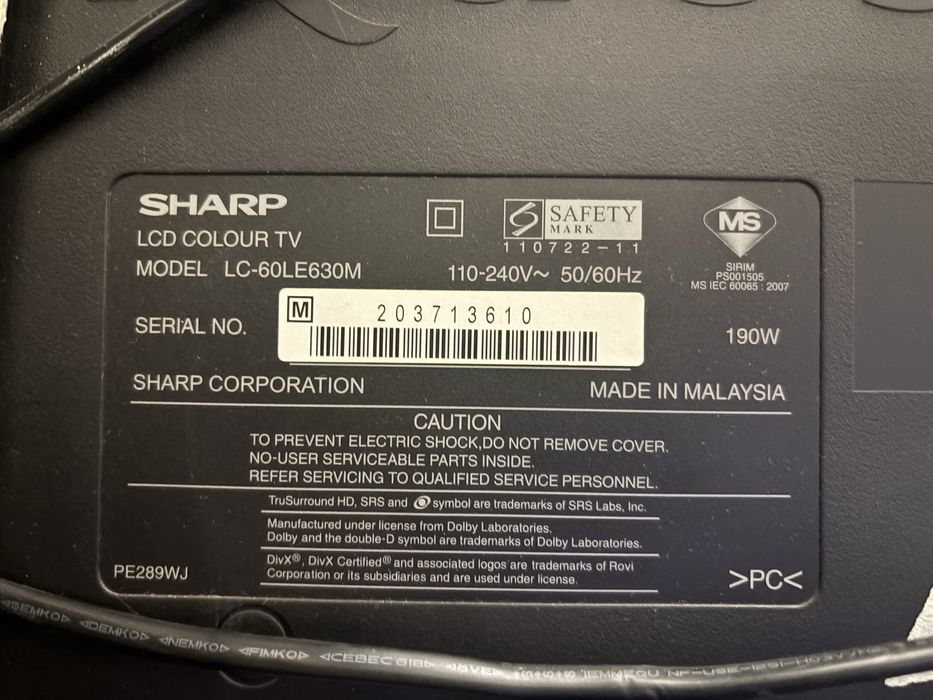 SHARP
LCD COLOUR TV
MODEL LC-60LE630M
SAFETY
MARK
110722-11
110-240V~ 50/60Hz
MS
SIRIM
PS001505
MS IEC 60065 : 2007
SERIAL NO.
M
203713610
190W
SHARP CORPORATION
MADE IN MALAYSIA
CAUTION
TO PREVENT ELECTRIC SHOCK,DO NOT REMOVE COVER.
NO-USER SERVICEABLE PARTS INSIDE.
REFER SERVICING TO QUALIFIED SERVICE PERSONNEL.
TruSurround HD, SRS and symbol are trademarks of SRS Labs, Inc.
Manufactured under license from Dolby Laboratories.
Dolby and the double-D symbol are trademarks of Dolby Laboratories.
DivX®, DivX Certified® and associated logos are trademarks of Rovi
Corporation or its subsidiaries and are used under license.
PE289WJ
>PC<
SEMKO DEMKO NEMKO FIMKO CEBEC